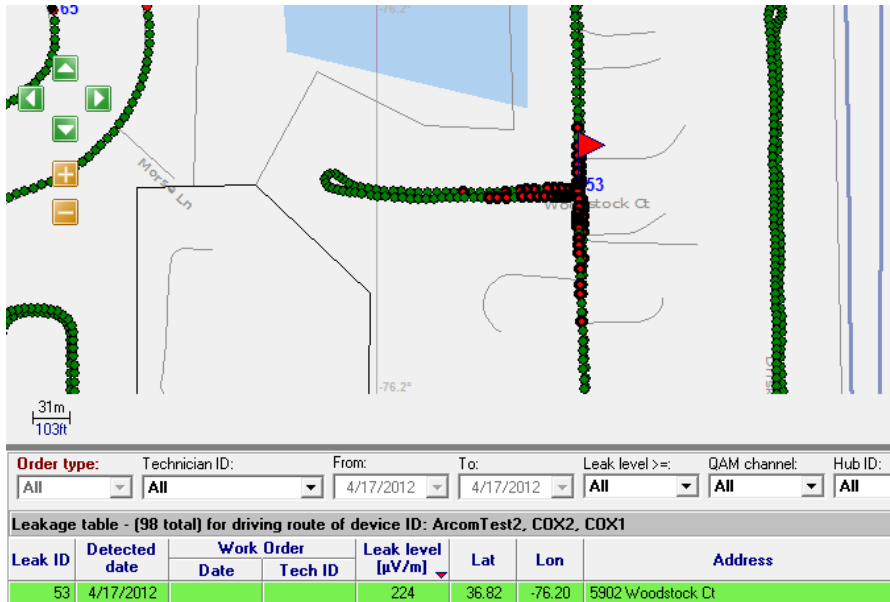 65
-76.2°
Morsa Ln
53
Woodstock Ct
-76.2°
31m
103ft
Order type: Technician ID: From: To: Leak level >=: QAM channel: Hub ID:
All All 4/17/2012 4/17/2012 All All All
Leakage table - (98 total) for driving route of device ID: ArcomTest2, COX2, COX1
Leak ID Detected date Work Order Date Tech ID Leak level [µV/m] Lat Lon Address
53 4/17/2012 224 36.82 -76.20 5902 Woodstock Ct